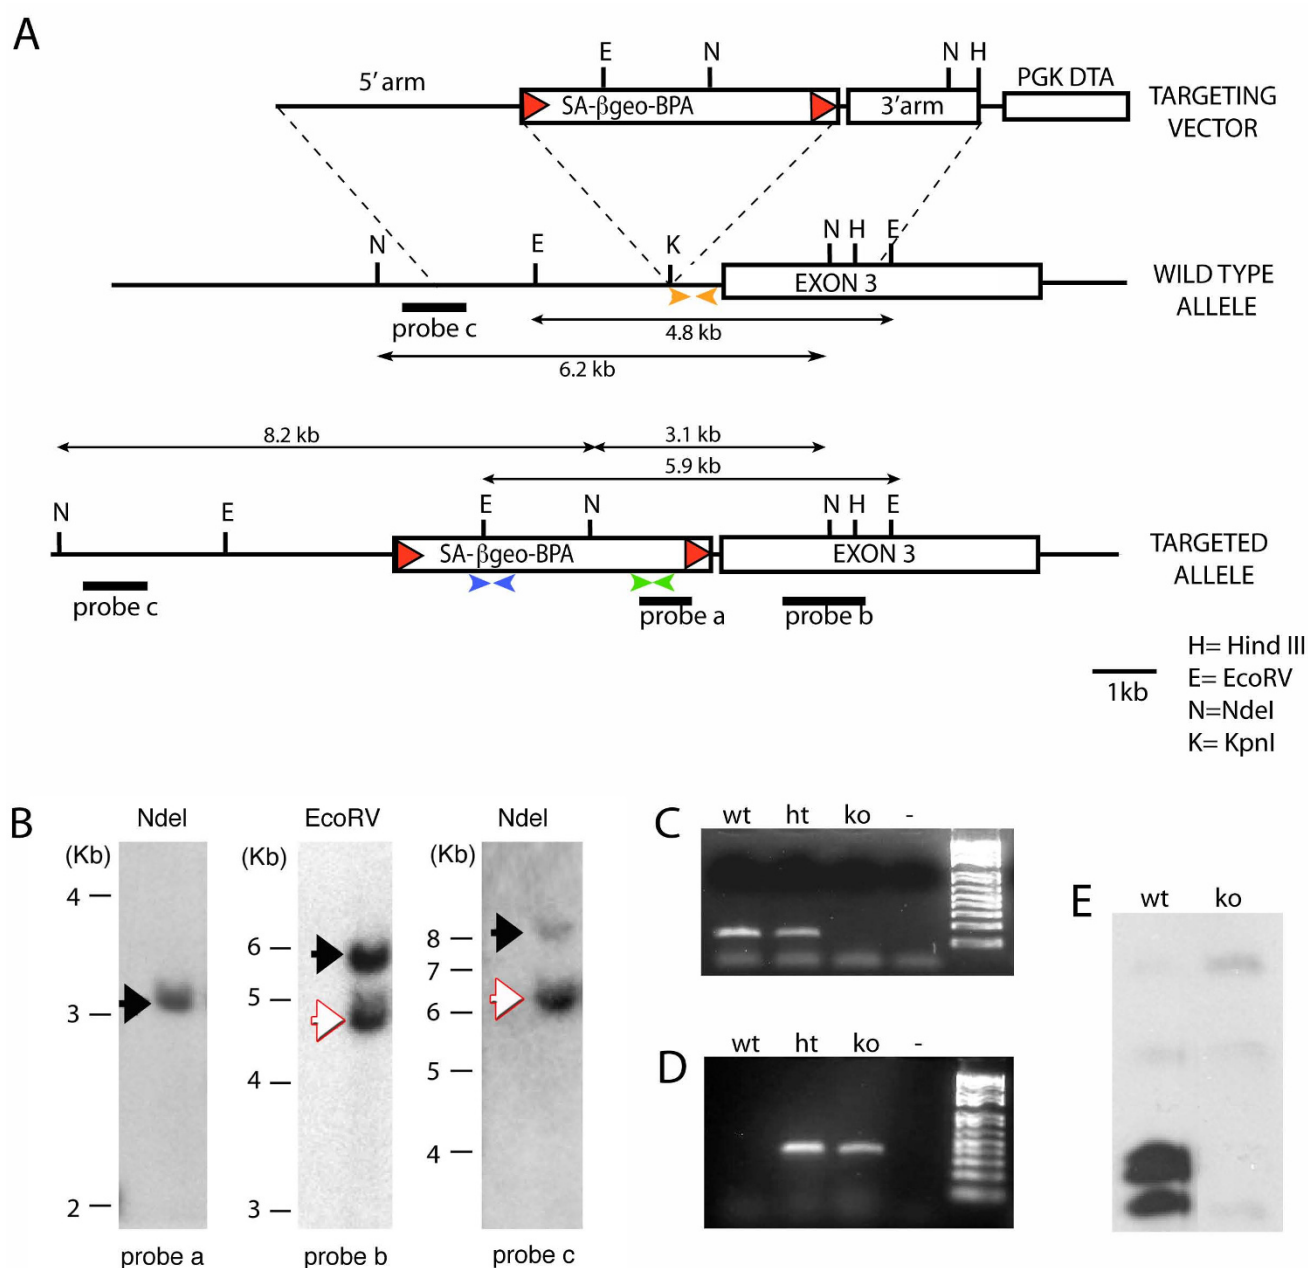 A
E N N H
5' arm SA-βgeo-BPA 3'arm PGK DTA TARGETING
VECTOR
N E K N H E
EXON 3 WILD TYPE
ALLELE
probe c
4.8 kb
6.2 kb
8.2 kb 3.1 kb
5.9 kb
N E E N N H E
SA-βgeo-BPA EXON 3 TARGETED
ALLELE
probe c probe a probe b
H= Hind III
E= EcoRV
N=NdeI
K= KpnI
1kb
B
NdeI EcoRV NdeI
(Kb) (Kb) (Kb)
4
3
2
6
5
4
3
8
7
6
5
4
probe a probe b probe c
C
wt ht ko -
D
wt ht ko -
E
wt ko